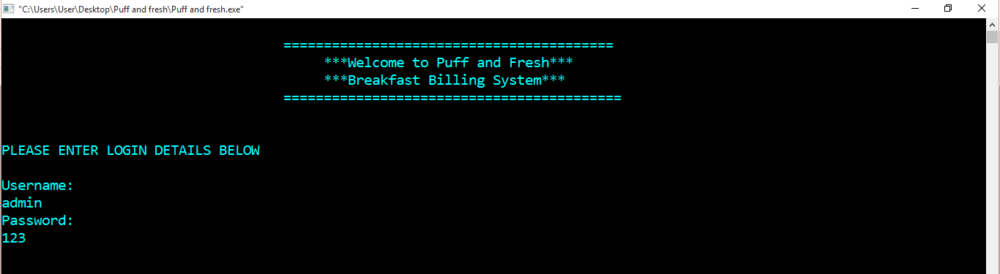 "C:\Users\User\Desktop\Puff and fresh\Puff and fresh.exe"
=========================================
***Welcome to Puff and Fresh***
***Breakfast Billing System***
==========================================
PLEASE ENTER LOGIN DETAILS BELOW
Username:
admin
Password:
123